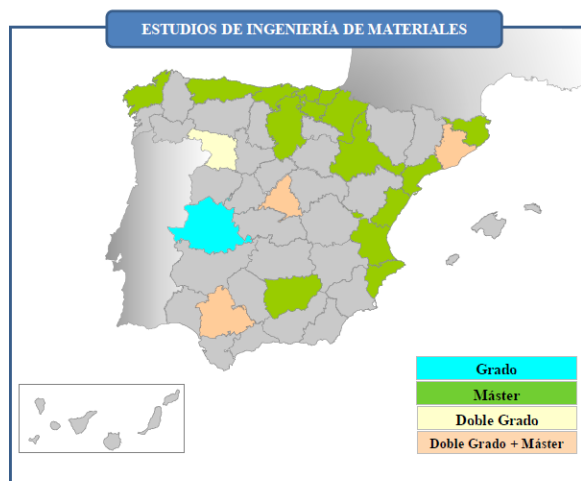 ESTUDIOS DE INGENIERÍA DE MATERIALES
Grado
Máster
Doble Grado
Doble Grado + Máster